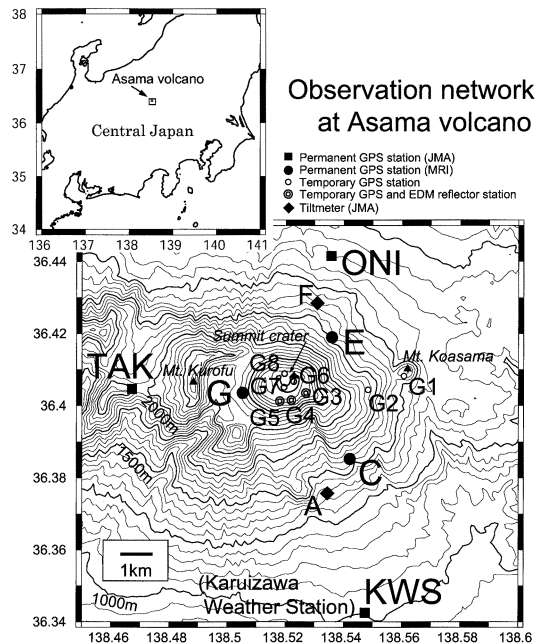 38
37
36
35
34
136 137 138 139 140 141
Asama volcano
Central Japan
Observation network
at Asama volcano
Permanent GPS station (JMA)
Permanent GPS station (MRI)
Temporary GPS station
Temporary GPS and EDM reflector station
Tiltmeter (JMA)
36.44
36.42
36.4
36.38
36.36
36.34
ONI
F
E
Summit crater
Mt. Koasama
TAK
Mt. Kurofu
G8
G7
G6
G
G3
G1
G2
G5
G4
2000m
1500m
C
A
1km
1000m
(Karuizawa
Weather Station)
KWS
138.46 138.48 138.5 138.52 138.54 138.56 138.58 138.6